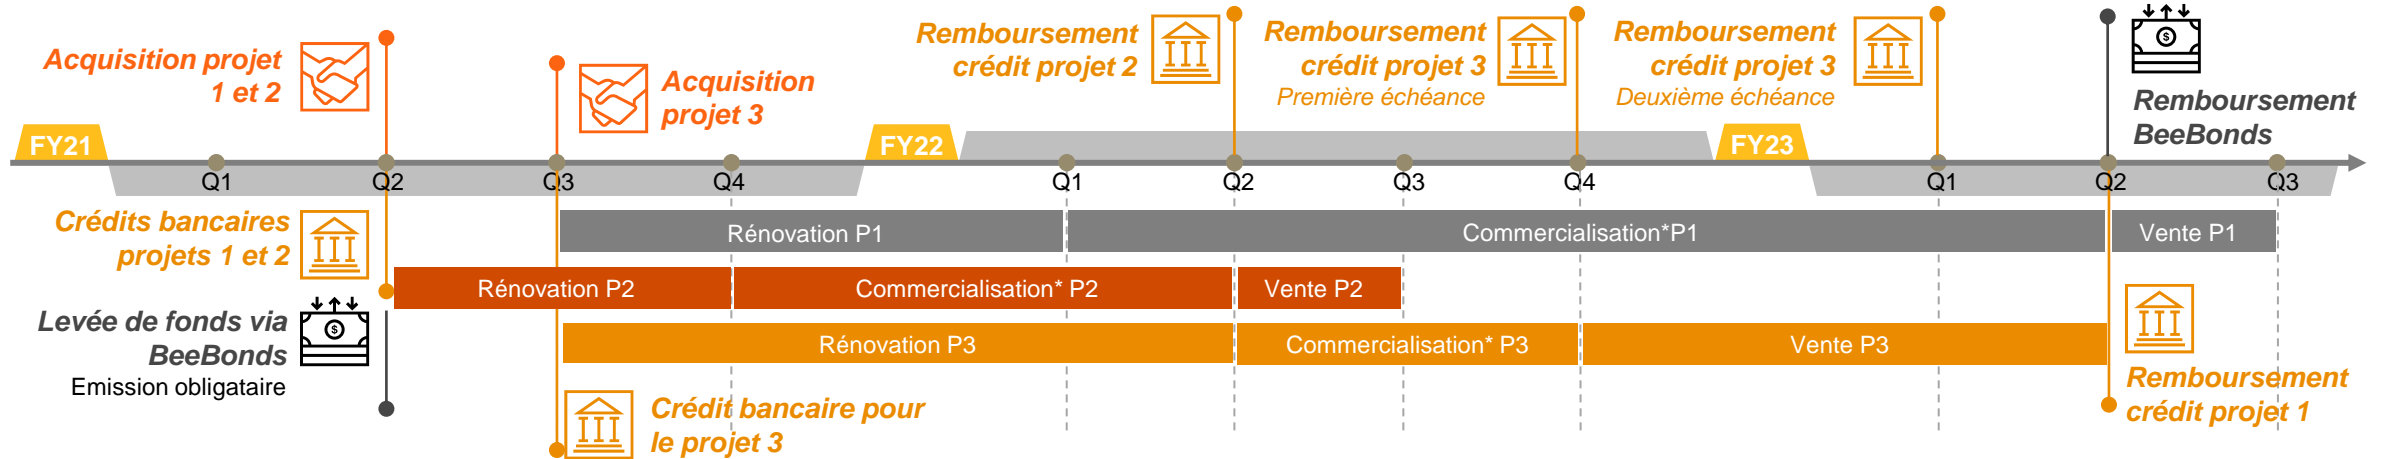 Acquisition projet
1 et 2
Acquisition
projet 3
Remboursement
crédit projet 2
Remboursement
crédit projet 3
Première échéance
Remboursement
crédit projet 3
Deuxième échéance
Remboursement
BeeBonds
FY21
FY22
FY23
Q1
Q2
Q3
Q4
Q1
Q2
Q3
Q4
Q1
Q2
Q3
Crédits bancaires
projets 1 et 2
Rénovation P1
Commercialisation*P1
Vente P1
Rénovation P2
Commercialisation* P2
Vente P2
Levée de fonds via
BeeBonds
Emission obligataire
$
$
Rénovation P3
Commercialisation* P3
Vente P3
Crédit bancaire pour
le projet 3
Remboursement
crédit projet 1